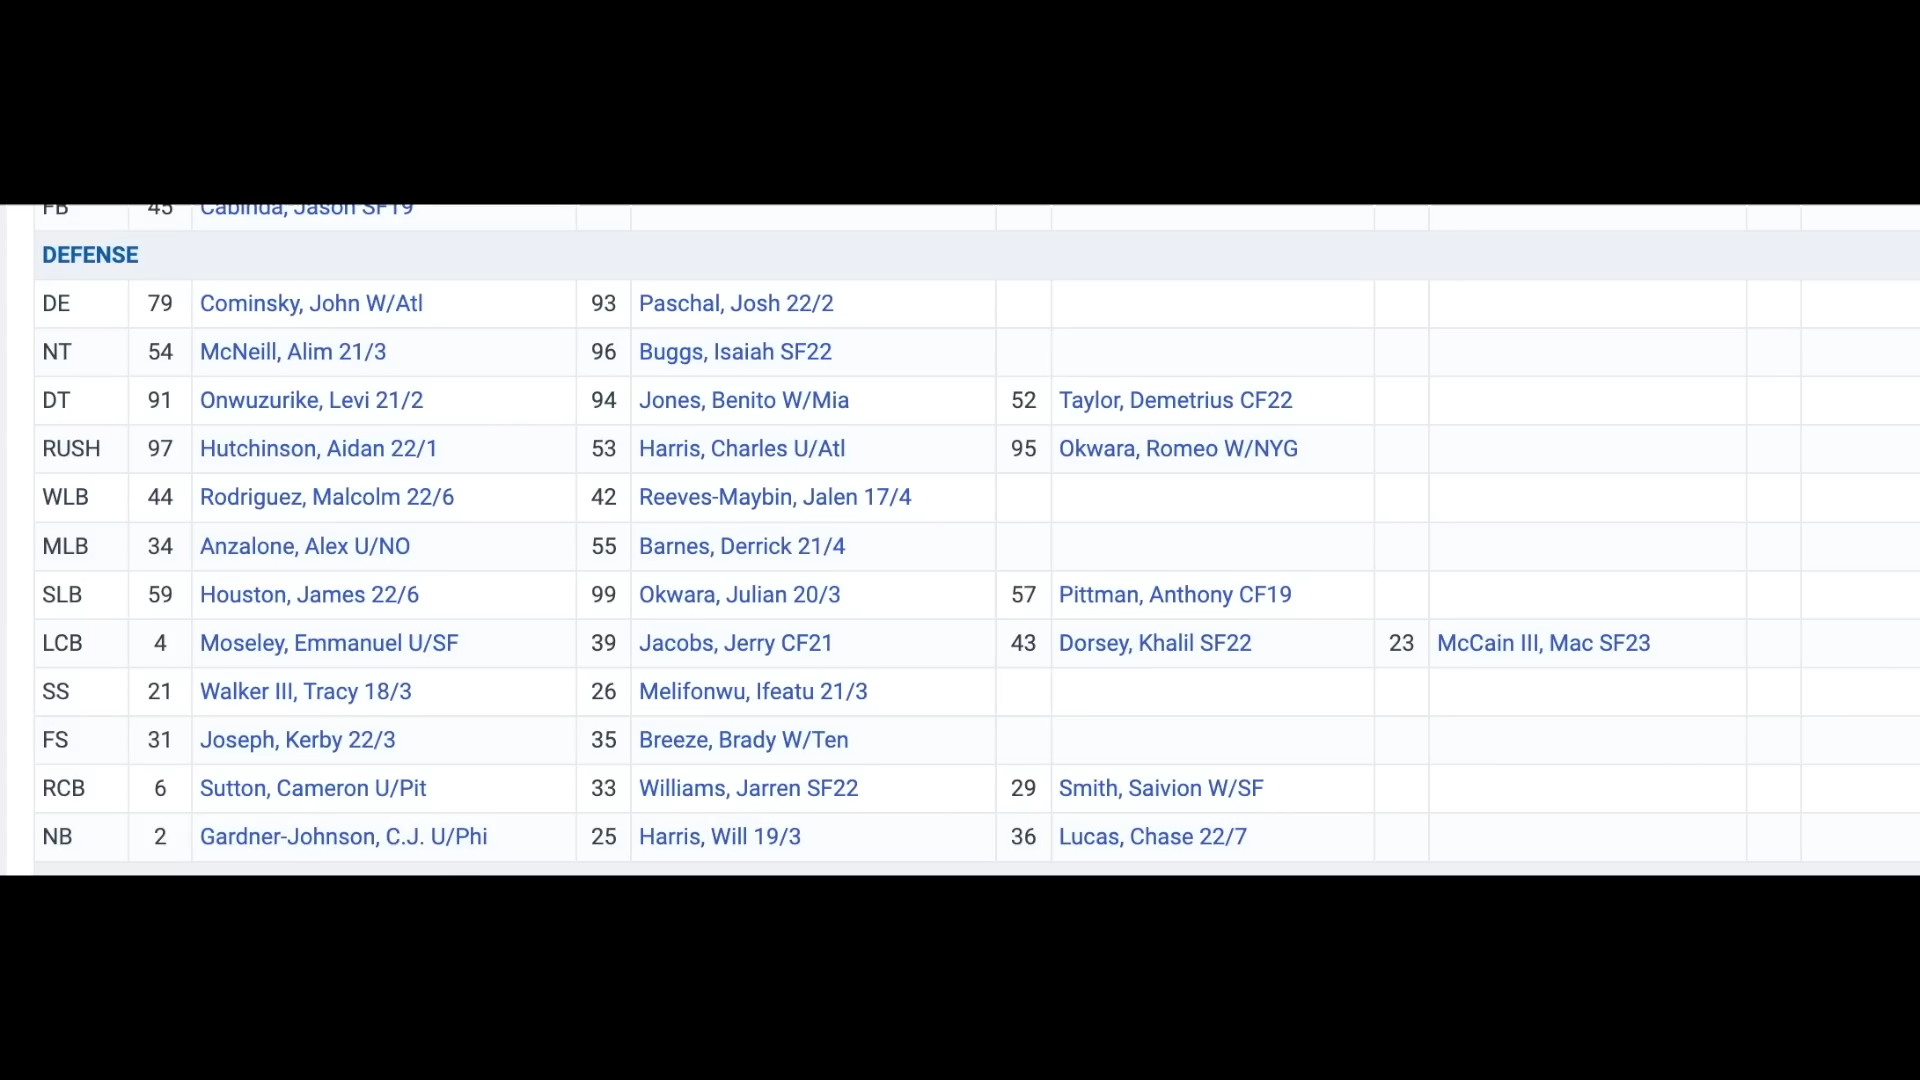 FB 45 Cabinda, Jason SF19
DEFENSE
DE 79 Cominsky, John W/Atl 93 Paschal, Josh 22/2
NT 54 McNeill, Alim 21/3 96 Buggs, Isaiah SF22
DT 91 Onwuzurike, Levi 21/2 94 Jones, Benito W/Mia 52 Taylor, Demetrius CF22
RUSH 97 Hutchinson, Aidan 22/1 53 Harris, Charles U/Atl 95 Okwara, Romeo W/NYG
WLB 44 Rodriguez, Malcolm 22/6 42 Reeves-Maybin, Jalen 17/4
MLB 34 Anzalone, Alex U/NO 55 Barnes, Derrick 21/4
SLB 59 Houston, James 22/6 99 Okwara, Julian 20/3 57 Pittman, Anthony CF19
LCB 4 Moseley, Emmanuel U/SF 39 Jacobs, Jerry CF21 43 Dorsey, Khalil SF22 23 McCain III, Mac SF23
SS 21 Walker III, Tracy 18/3 26 Melifonwu, Ifeatu 21/3
FS 31 Joseph, Kerby 22/3 35 Breeze, Brady W/Ten
RCB 6 Sutton, Cameron U/Pit 33 Williams, Jarren SF22 29 Smith, Saivion W/SF
NB 2 Gardner-Johnson, C.J. U/Phi 25 Harris, Will 19/3 36 Lucas, Chase 22/7